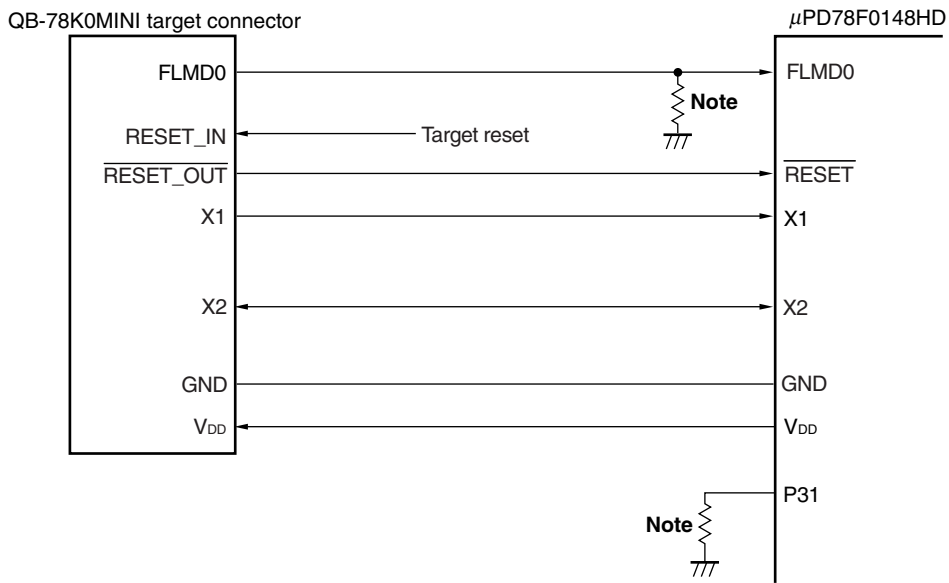 QB-78K0MINI target connector
μPD78F0148HD
FLMD0
FLMD0
Note
RESET_IN
Target reset
RESET_OUT
RESET
X1
X1
X2
X2
GND
GND
VDD
VDD
P31
Note